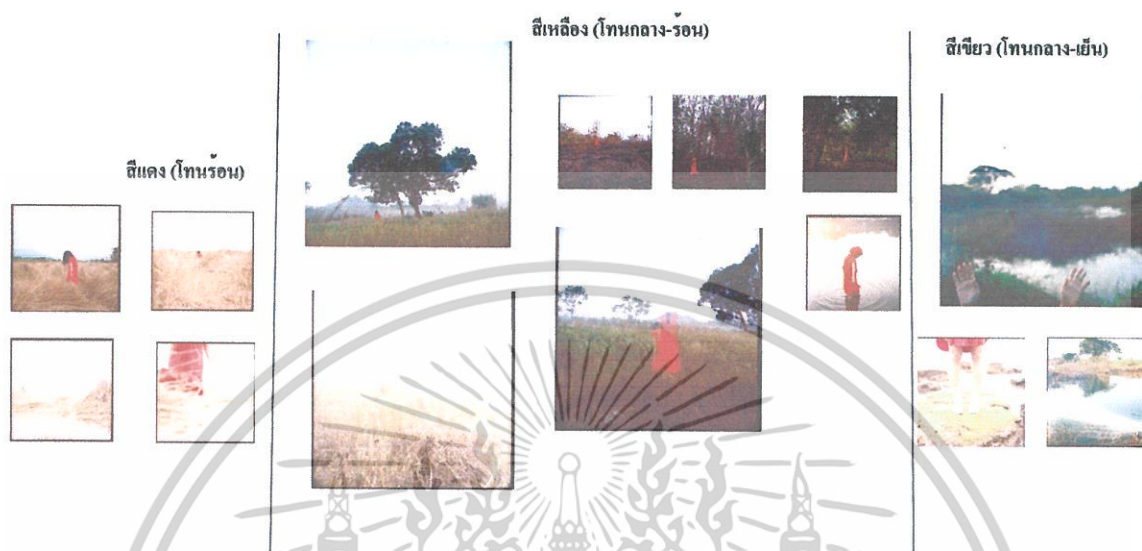 สีแดง (โทนร้อน)
สีเหลือง (โทนกลาง-ร้อน)
สีเขียว (โทนกลาง-เย็น)